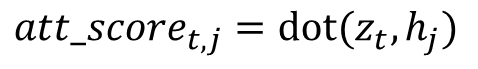 att_score_{t,j} = dot(z_t, h_j)